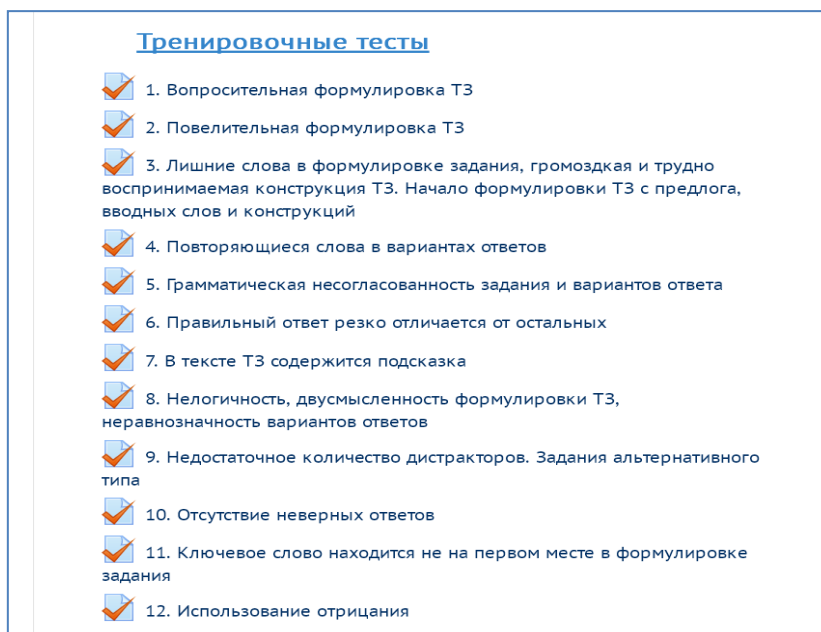 Тренировочные тесты
1. Вопросительная формулировка ТЗ
2. Повелительная формулировка ТЗ
3. Лишние слова в формулировке задания, громоздкая и трудно
воспринимаемая конструкция ТЗ. Начало формулировки ТЗ с предлога,
вводных слов и конструкций
4. Повторяющиеся слова в вариантах ответов
5. Грамматическая несогласованность задания и вариантов ответа
6. Правильный ответ резко отличается от остальных
7. В тексте ТЗ содержится подсказка
8. Нелогичность, двусмысленность формулировки ТЗ,
неравнозначность вариантов ответов
9. Недостаточное количество дистракторов. Задания альтернативного
типа
10. Отсутствие неверных ответов
11. Ключевое слово находится не на первом месте в формулировке
задания
12. Использование отрицания